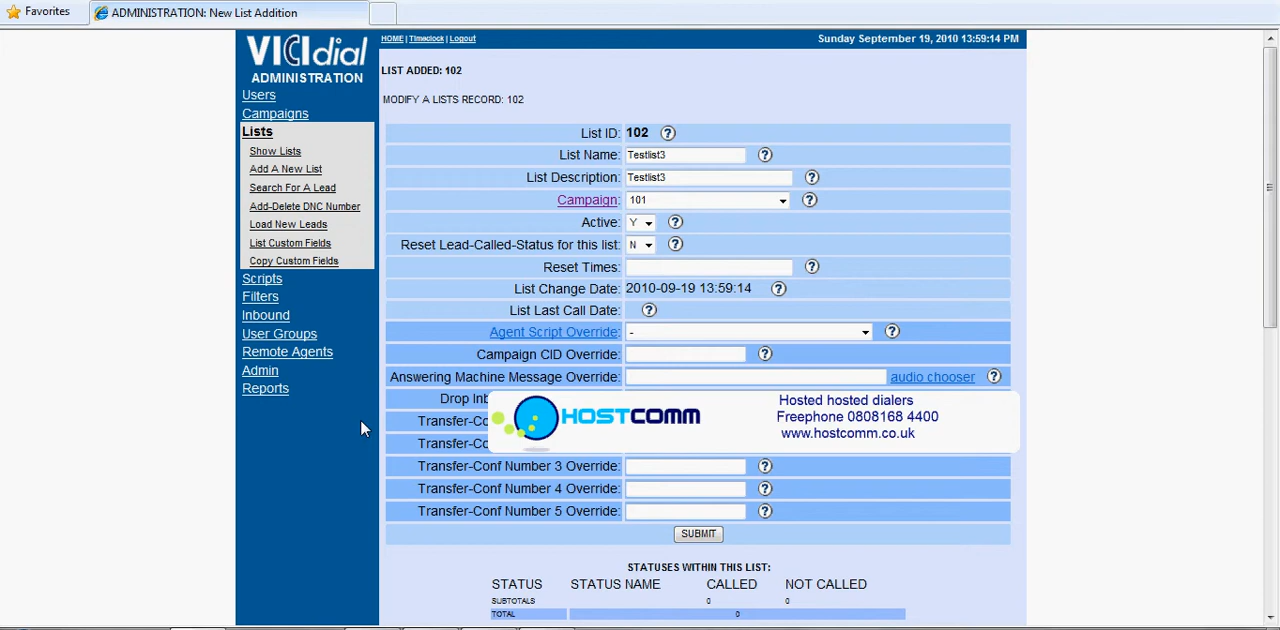 Favorites
ADMINISTRATION: New List Addition
VICIdial
ADMINISTRATION
HOME | Timeclock | Logout
Sunday September 19, 2010 13:59:14 PM
Users
Campaigns
Lists
Show Lists
Add A New List
Search For A Lead
Add-Delete DNC Number
Load New Leads
List Custom Fields
Copy Custom Fields
Scripts
Filters
Inbound
User Groups
Remote Agents
Admin
Reports
LIST ADDED: 102
MODIFY A LISTS RECORD: 102
List ID: 102 ?
List Name: Testlist3 ?
List Description: Testlist3 ?
Campaign: 101 ?
Active: Y ?
Reset Lead-Called-Status for this list: N ?
Reset Times: ?
List Change Date: 2010-09-19 13:59:14 ?
List Last Call Date: ?
Agent Script Override: - ?
Campaign CID Override: ?
Answering Machine Message Override: audio chooser ?
Drop Inb
Transfer-Co
Transfer-Co
HOSTCOMM
Hosted hosted dialers
Freephone 0808168 4400
www.hostcomm.co.uk
Transfer-Conf Number 3 Override: ?
Transfer-Conf Number 4 Override: ?
Transfer-Conf Number 5 Override: ?
SUBMIT
STATUSES WITHIN THIS LIST:
STATUS STATUS NAME CALLED NOT CALLED
SUBTOTALS 0 0
TOTAL 0